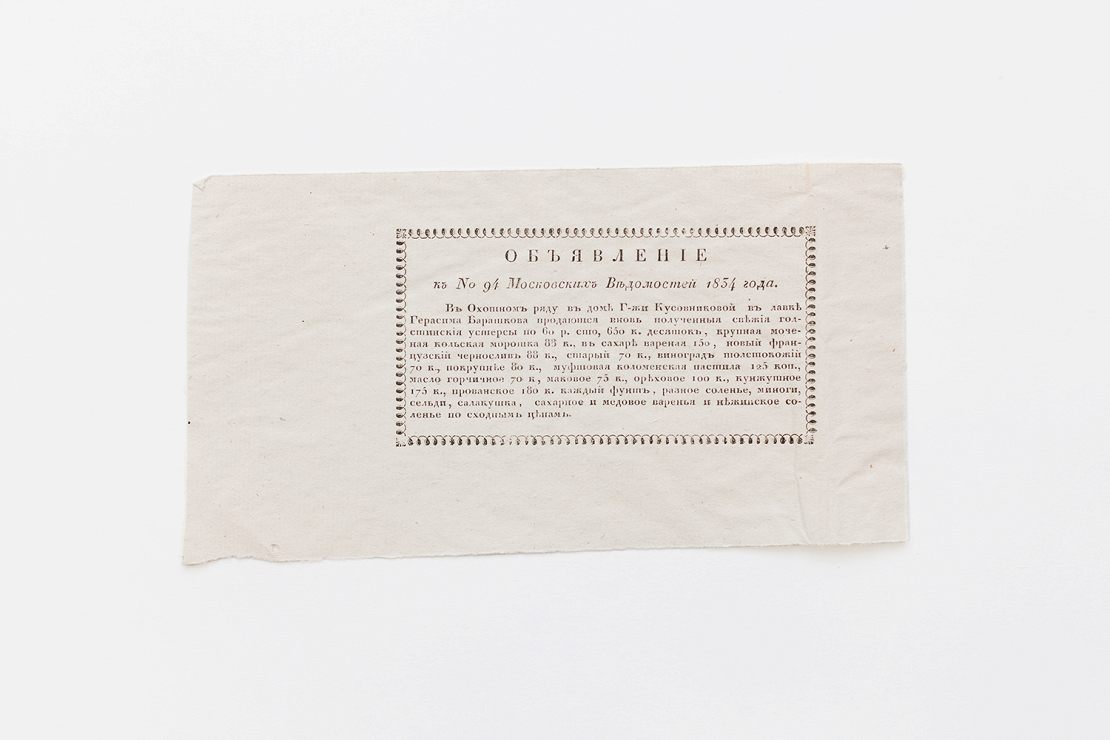 ОБЪЯВЛЕНІЕ
къ No 94 Московскихъ Вѣдомостей 1834 года.
Въ Охотномъ ряду въ домѣ Г-жи Кусовниковой въ лавкѣ
Герасима Барашкова продаются вновь полученныя свѣжія гол-
стинскія устерсы по 60 р. сто, 650 к. десятокъ, крупная моче-
ная кольская морошка 88 к., въ сахарѣ вареная 150, новый фран-
цузскій черносливъ 88 к., старый 70 к., виноградъ толстокожій
70 к., покрупнѣе 80 к., муфтовая коломенская пастила 125 коп.,
масло горчичное 70 к, маковое 75 к., орѣховое 100 к., кунжутное
175 к., прованское 180 к. каждый фунтъ, разное соленье, миноги,
сельди, салакушка, сахарное и медовое варенья и нѣжинское со-
ленье по сходнымъ цѣнамъ.